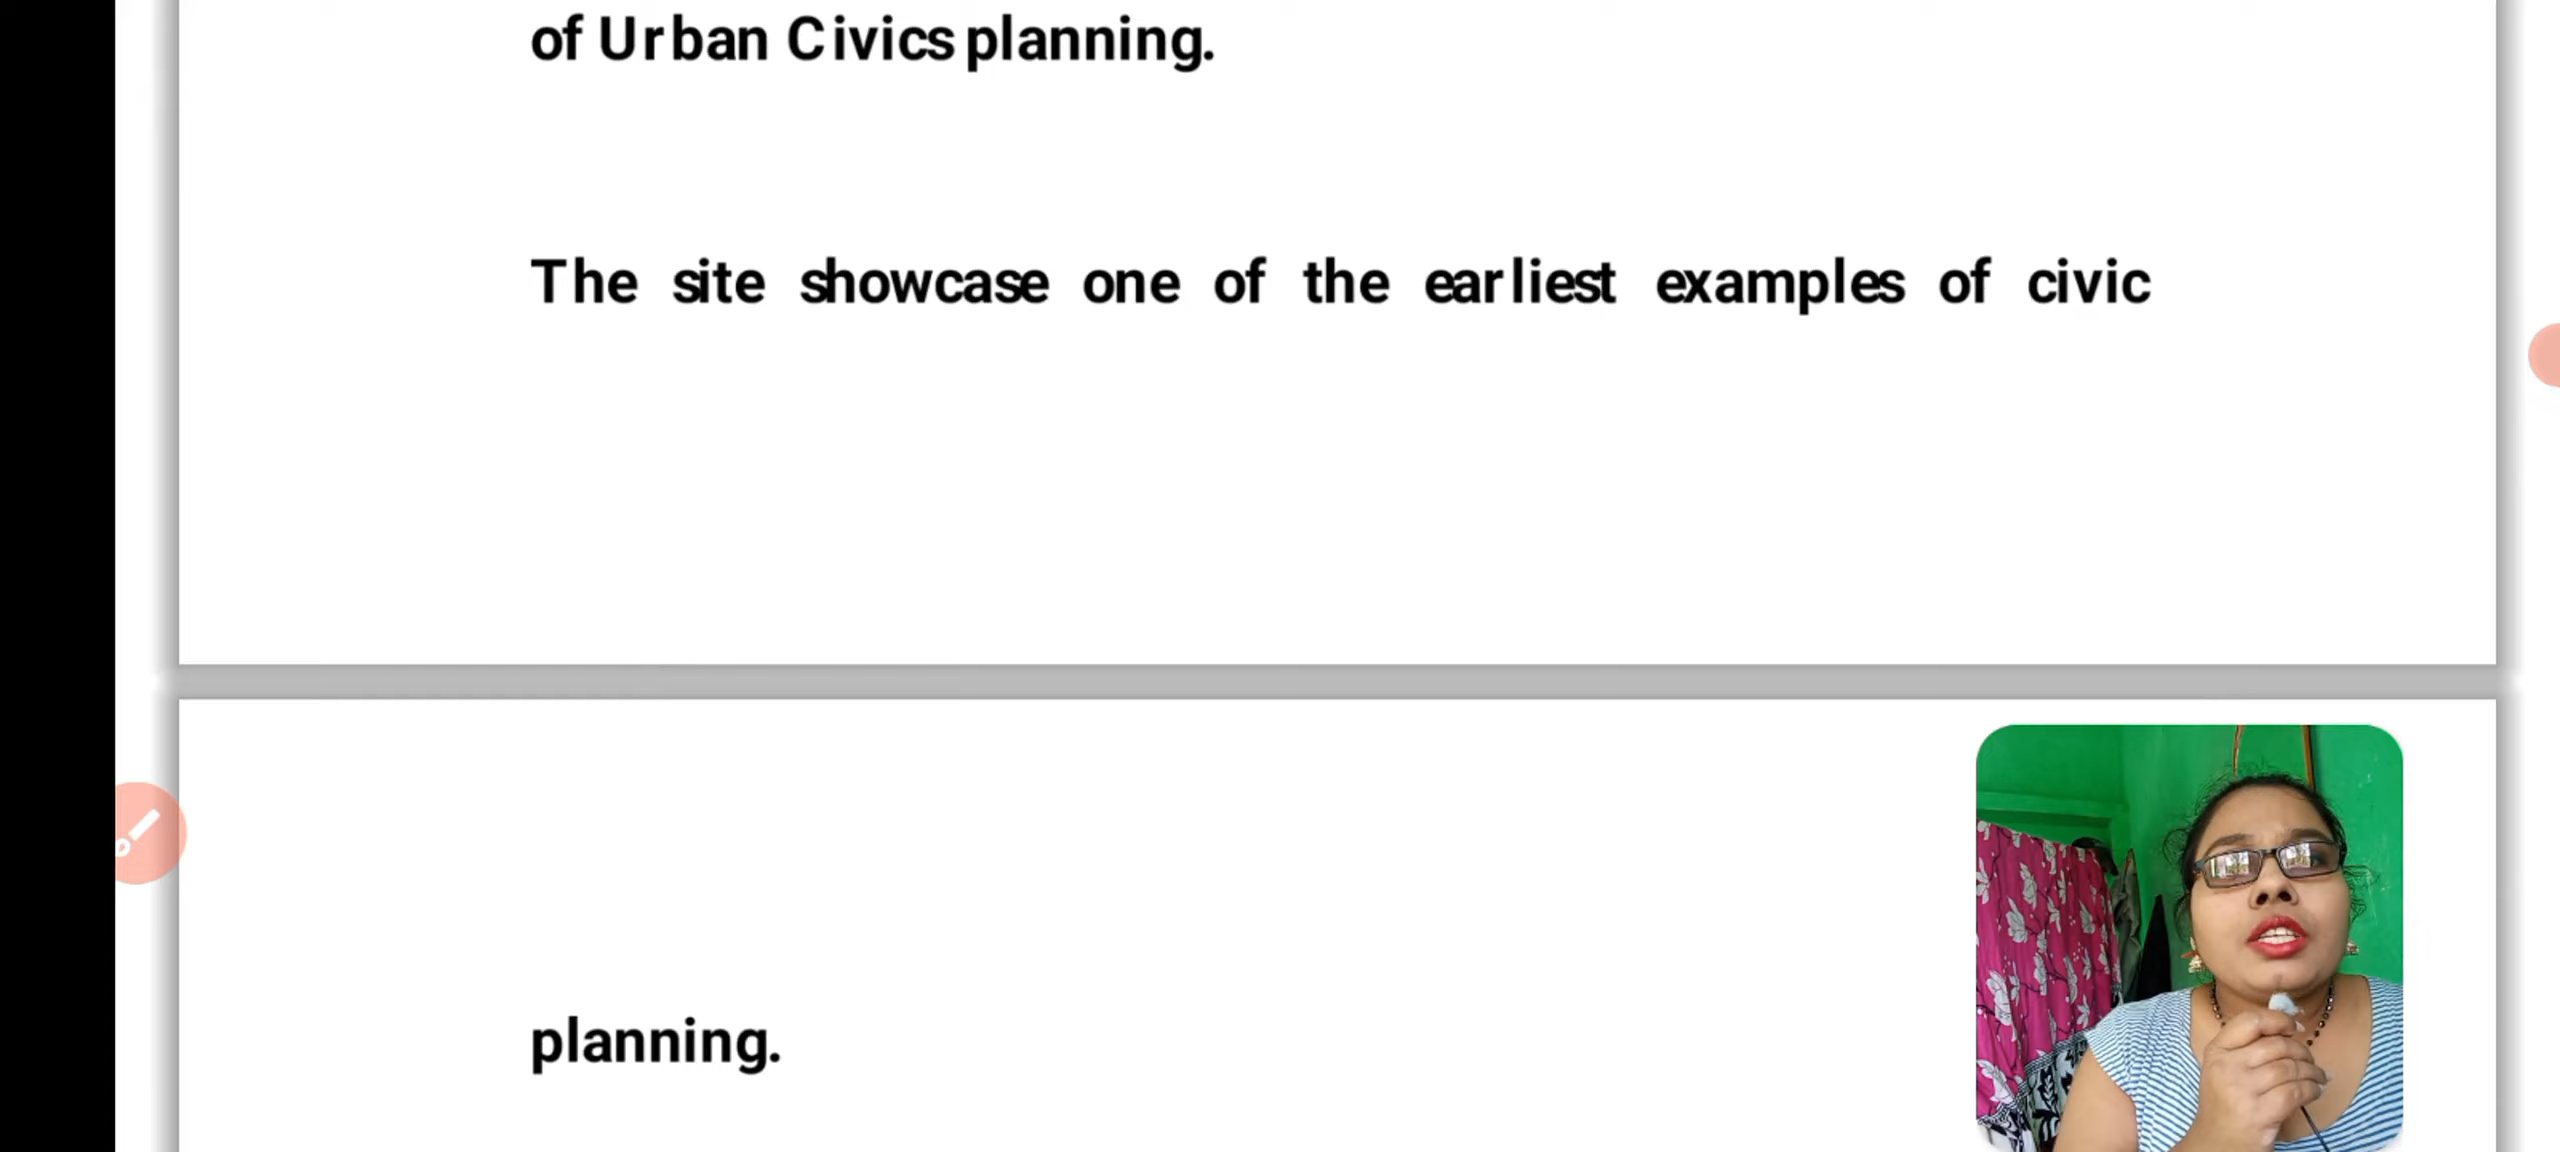 of Urban Civics planning.
The site showcase one of the earliest examples of civic
planning.